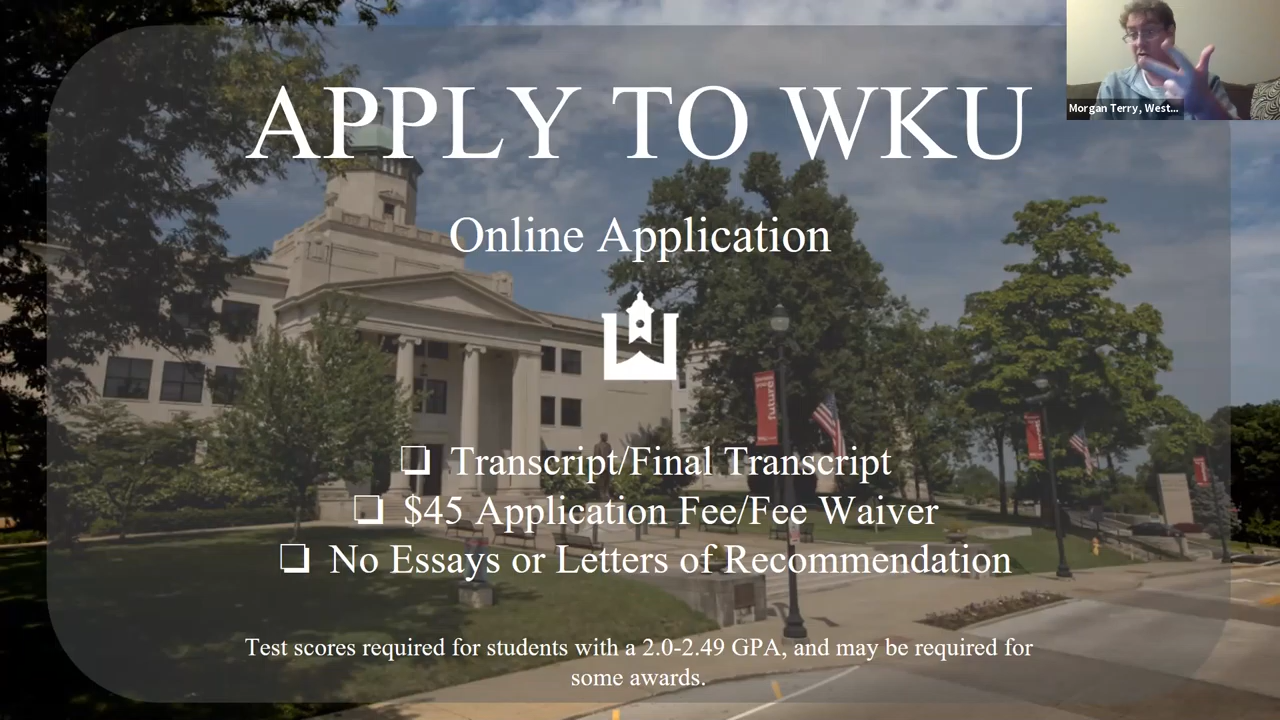 APPLY TO WKU
Morgan Terry, West...
Online Application
future
❏ Transcript/Final Transcript
❏ $45 Application Fee/Fee Waiver
❏ No Essays or Letters of Recommendation
Test scores required for students with a 2.0-2.49 GPA, and may be required for
some awards.